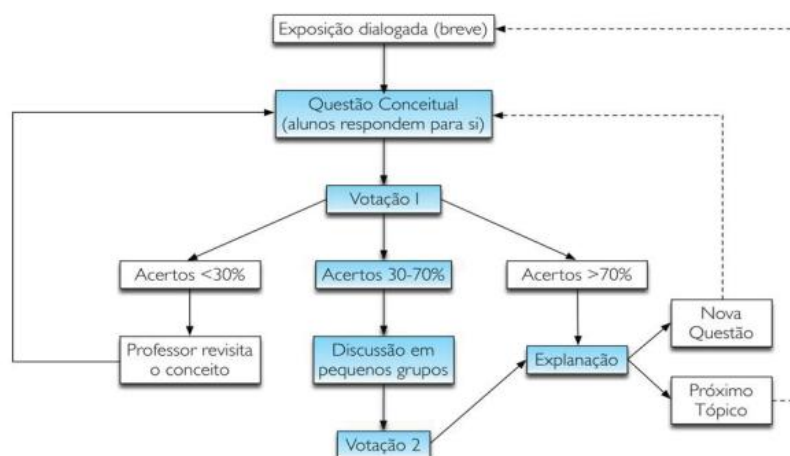 Exposição dialogada (breve)
Questão Conceitual
(alunos respondem para si)
Votação I
Acertos <30%
Acertos 30-70%
Acertos >70%
Professor revisita
o conceito
Discussão em
pequenos grupos
Explanação
Nova
Questão
Próximo
Tópico
Votação 2